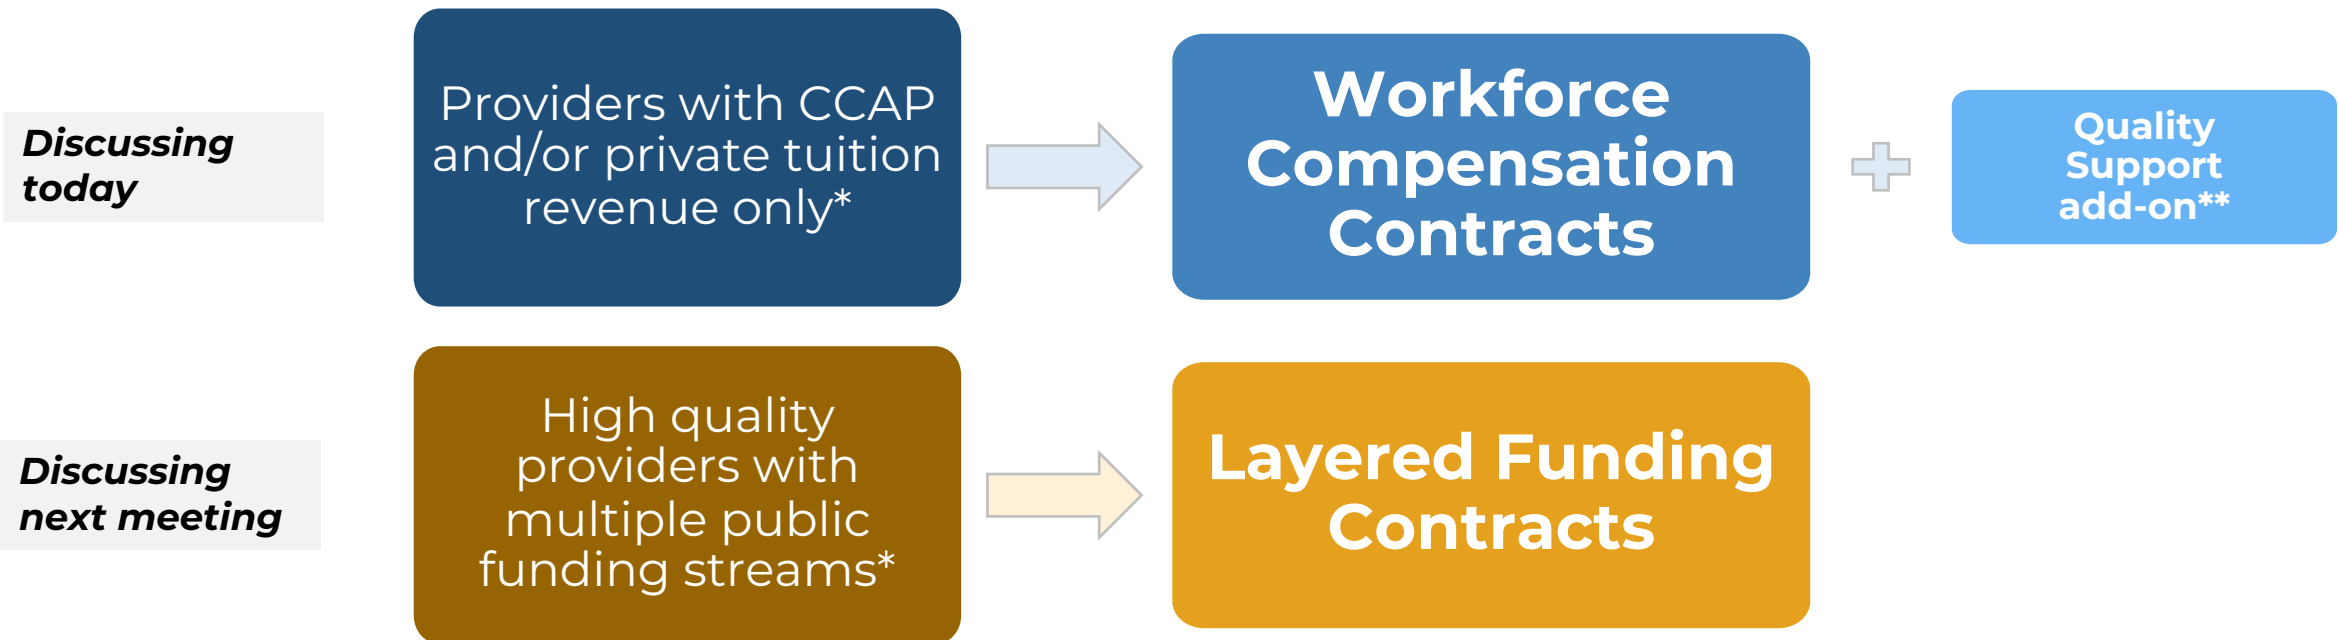 Discussing
today
Providers with CCAP
and/or private tuition
revenue only*
Workforce
Compensation
Contracts
Quality
Support
add-on**
Discussing
next meeting
High quality
providers with
multiple public
funding streams*
Layered Funding
Contracts